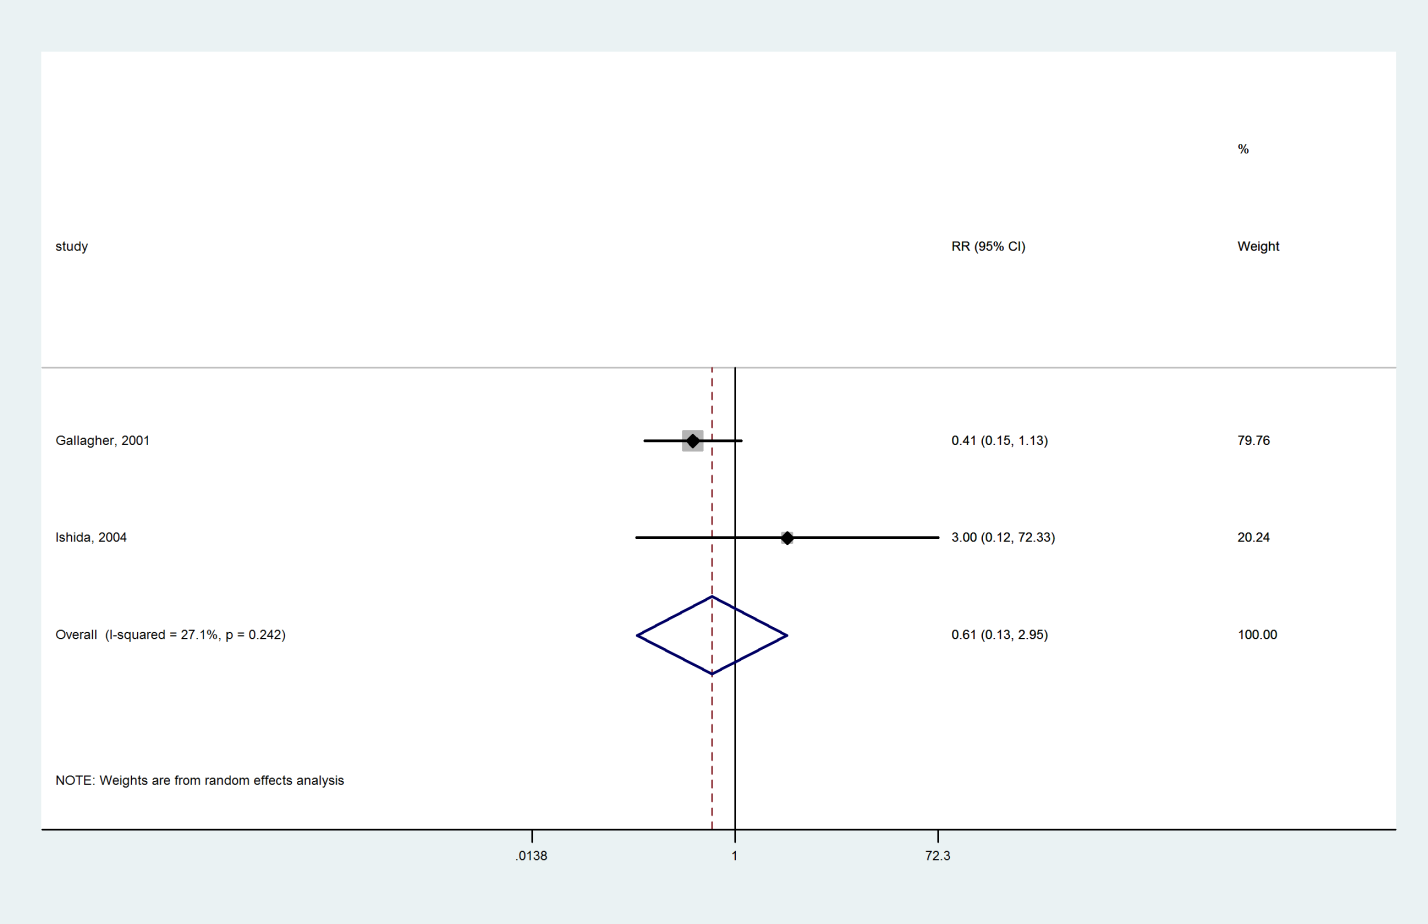 %
study RR (95% CI) Weight
Gallagher, 2001 0.41 (0.15, 1.13) 79.76
Ishida, 2004 3.00 (0.12, 72.33) 20.24
Overall  (I-squared = 27.1%, p = 0.242) 0.61 (0.13, 2.95) 100.00
NOTE: Weights are from random effects analysis
.0138 1 72.3